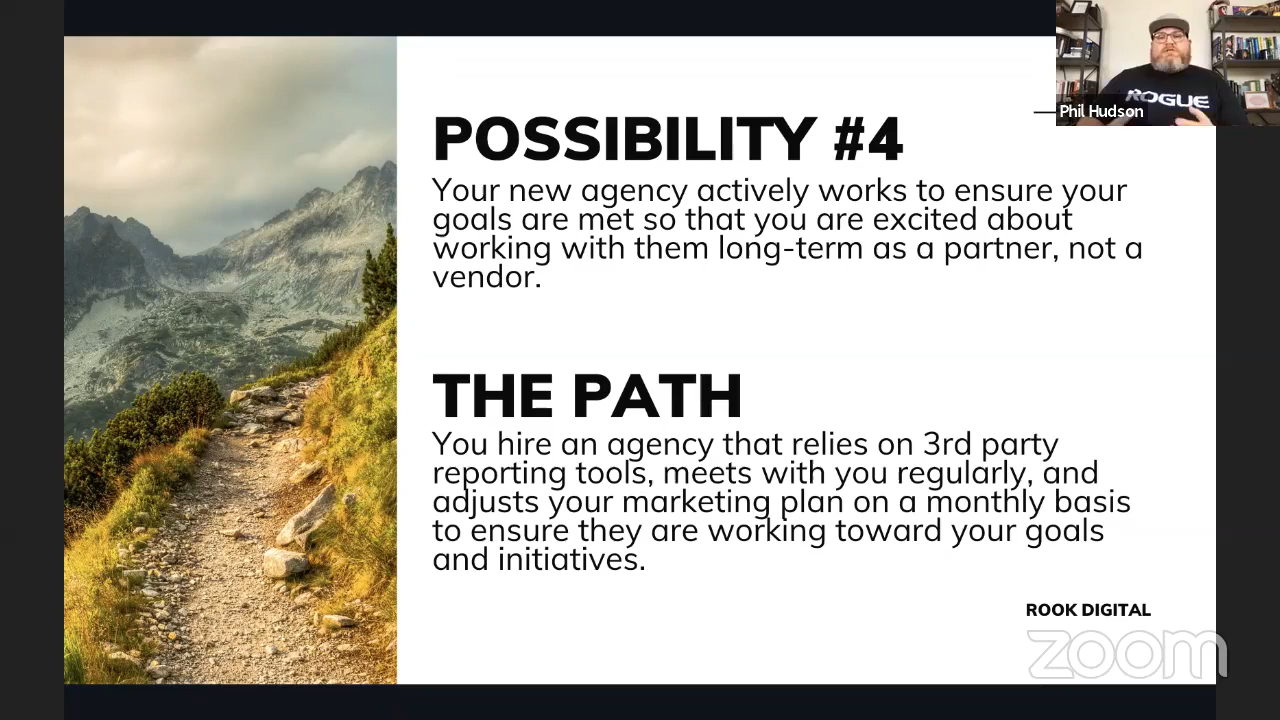 POSSIBILITY #4
Your new agency actively works to ensure your
goals are met so that you are excited about
working with them long-term as a partner, not a
vendor.
THE PATH
You hire an agency that relies on 3rd party
reporting tools, meets with you regularly, and
adjusts your marketing plan on a monthly basis
to ensure they are working toward your goals
and initiatives.
ROOK DIGITAL
zoom
ROGUE
Phil Hudson